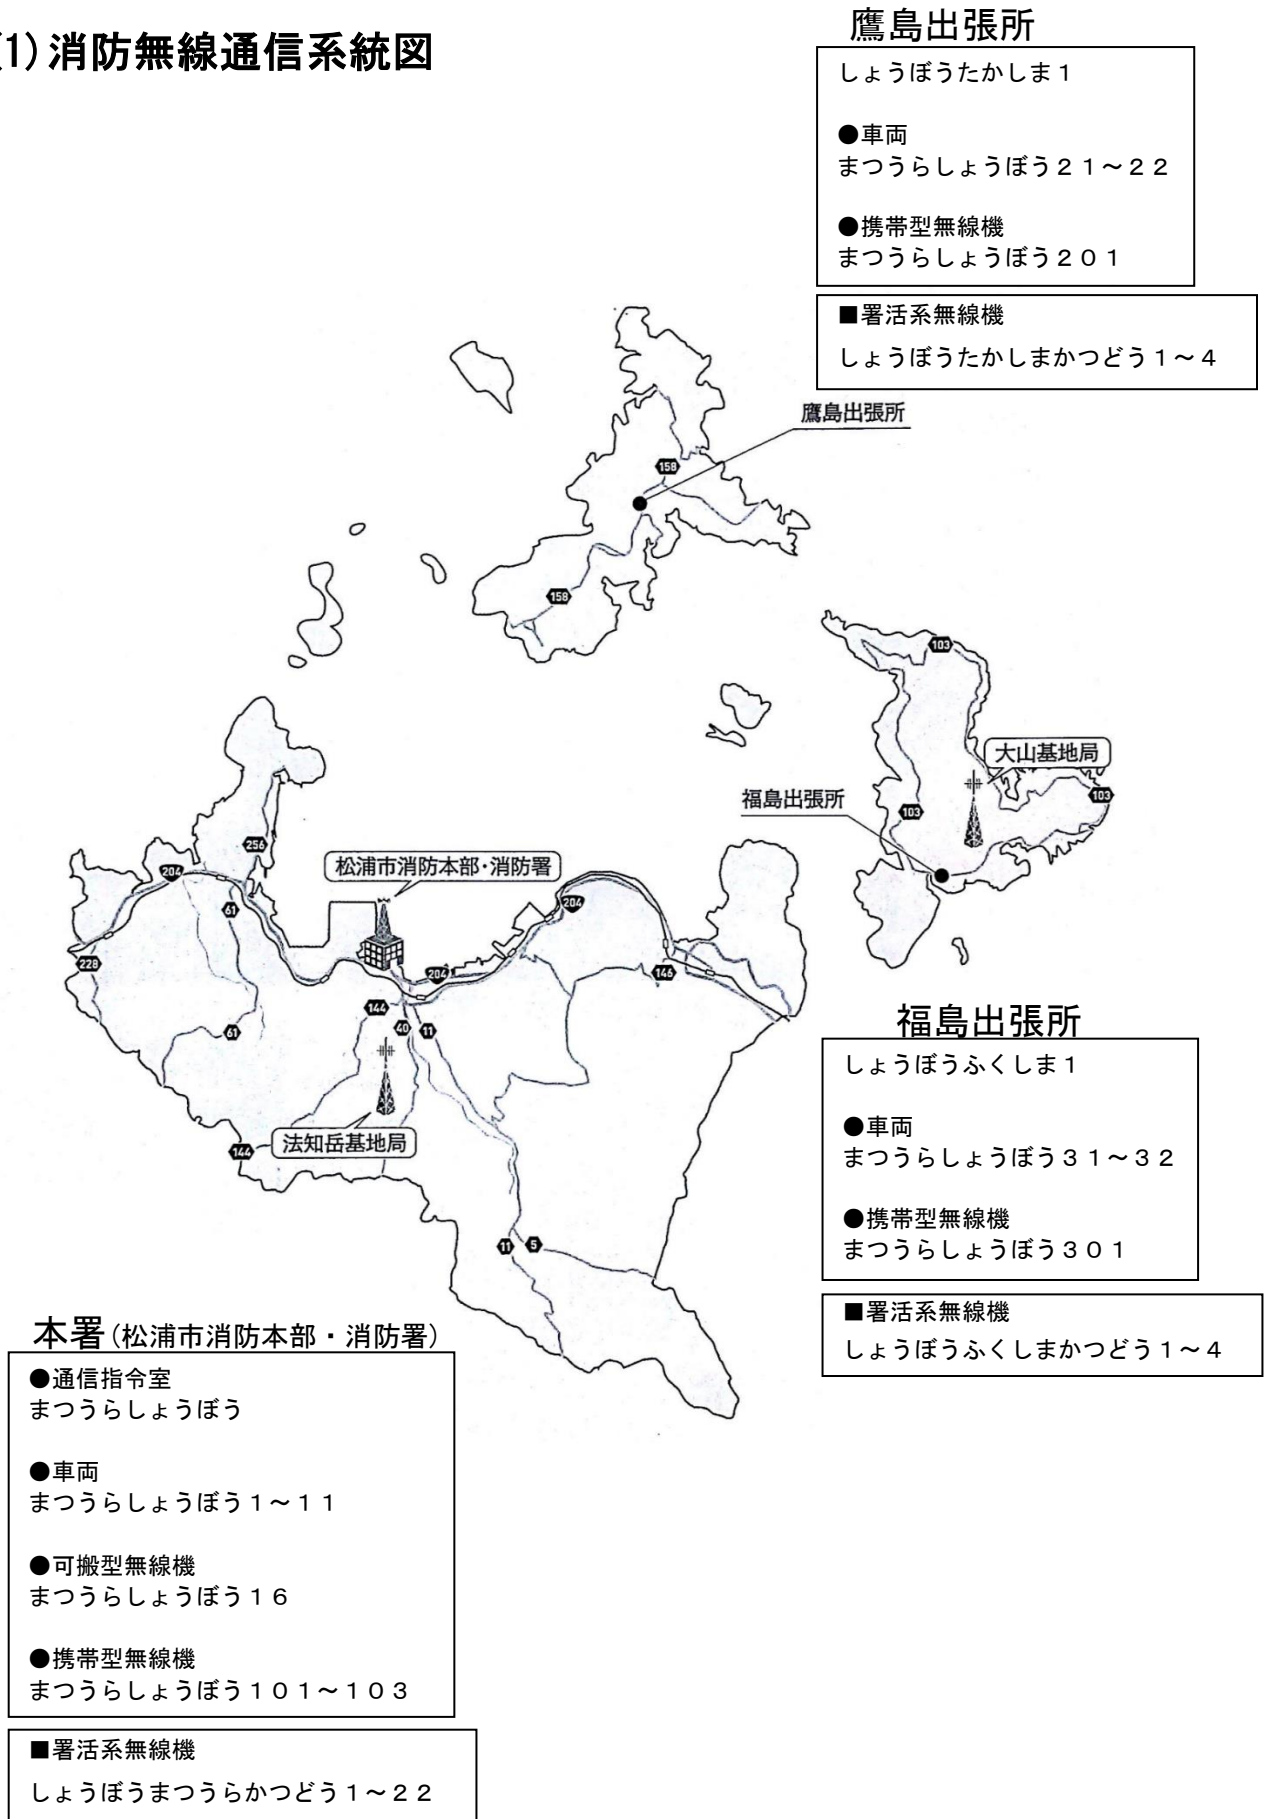 (1)消防無線通信系統図
鷹島出張所
しょうぼうたかしま1
●車両
まつうらしょうぼう２１～２２
●携帯型無線機
まつうらしょうぼう２０１
■署活系無線機
しょうぼうたかしまかつどう１～４
鷹島出張所
158
158
103
大山基地局
103
103
福島出張所
256
204
松浦市消防本部・消防署
61
204
228
204
146
144
40
11
61
144
法知岳基地局
11
5
福島出張所
しょうぼうふくしま1
●車両
まつうらしょうぼう３１～３２
●携帯型無線機
まつうらしょうぼう３０１
■署活系無線機
しょうぼうふくしまかつどう１～４
本署(松浦市消防本部・消防署)
●通信指令室
まつうらしょうぼう
●車両
まつうらしょうぼう１～１１
●可搬型無線機
まつうらしょうぼう１６
●携帯型無線機
まつうらしょうぼう１０１～１０３
■署活系無線機
しょうぼうまつうらかつどう１～２２